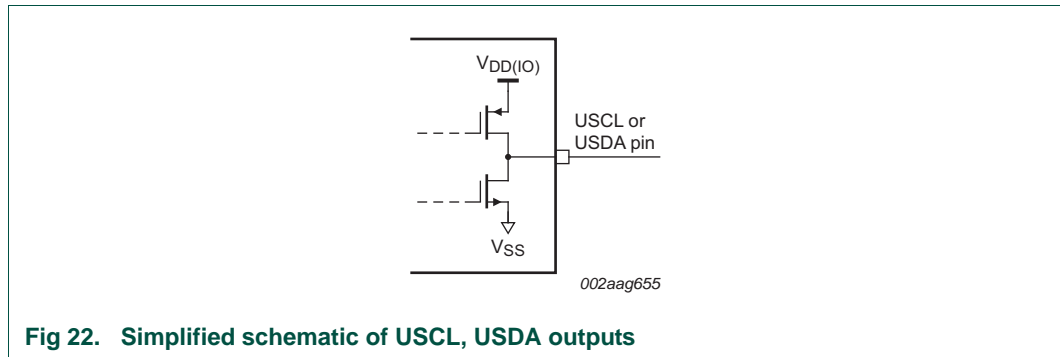 VDD(IO)
USCL or
USDA pin
VSS
002aag655
Fig 22. Simplified schematic of USCL, USDA outputs